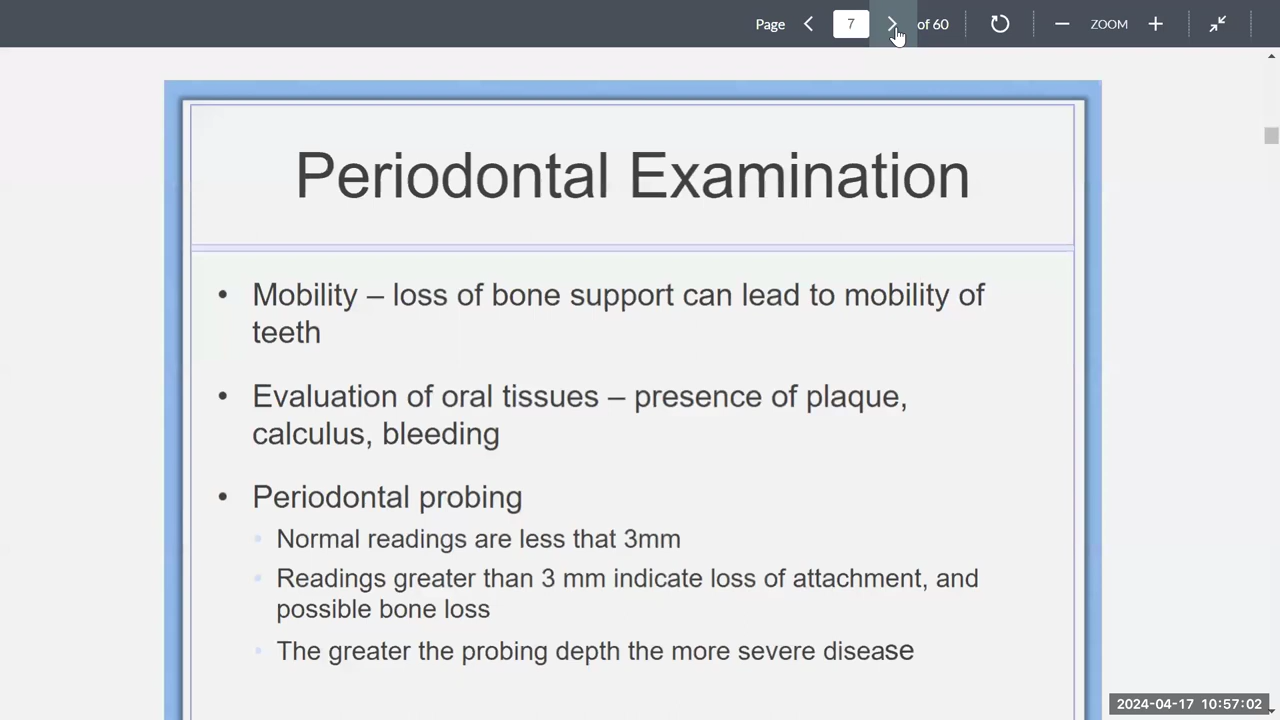 Page 7 of 60 ZOOM
Periodontal Examination
• Mobility – loss of bone support can lead to mobility of
teeth
• Evaluation of oral tissues – presence of plaque,
calculus, bleeding
• Periodontal probing
• Normal readings are less that 3mm
• Readings greater than 3 mm indicate loss of attachment, and
possible bone loss
• The greater the probing depth the more severe disease
2024-04-17 10:57:02